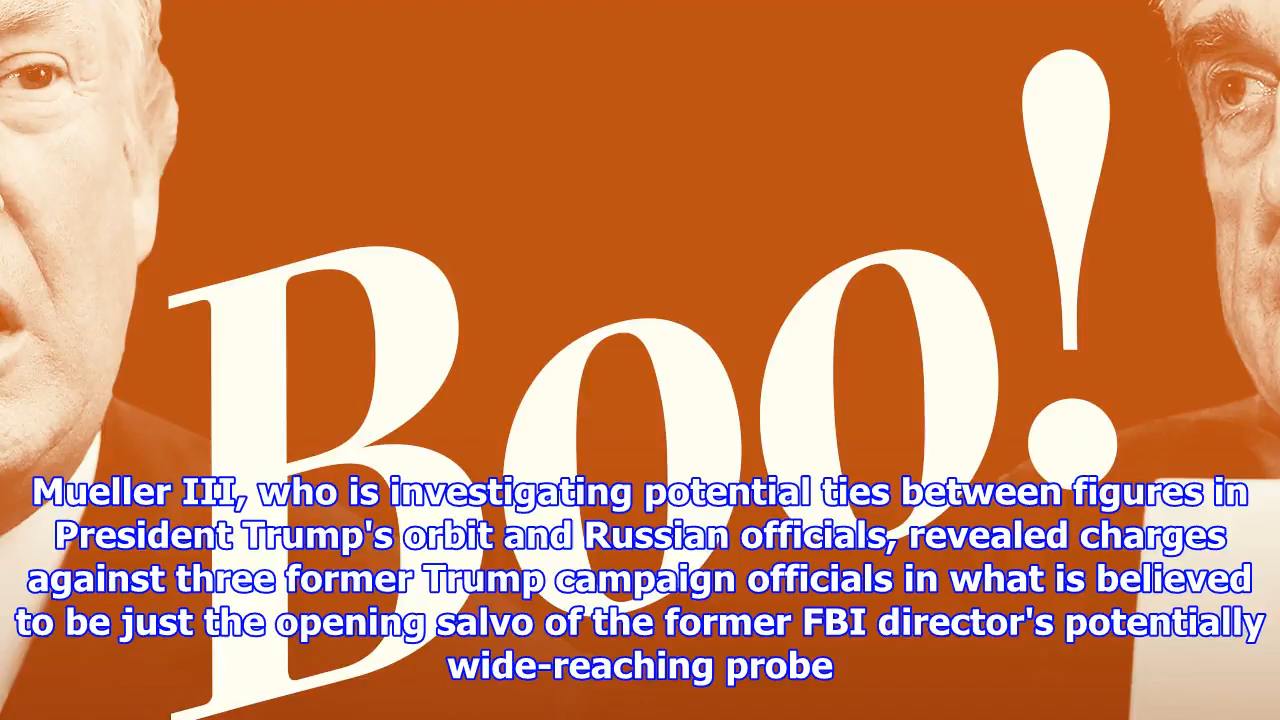 Boo!
Mueller III, who is investigating potential ties between figures in
President Trump's orbit and Russian officials, revealed charges
against three former Trump campaign officials in what is believed
to be just the opening salvo of the former FBI director's potentially
wide-reaching probe